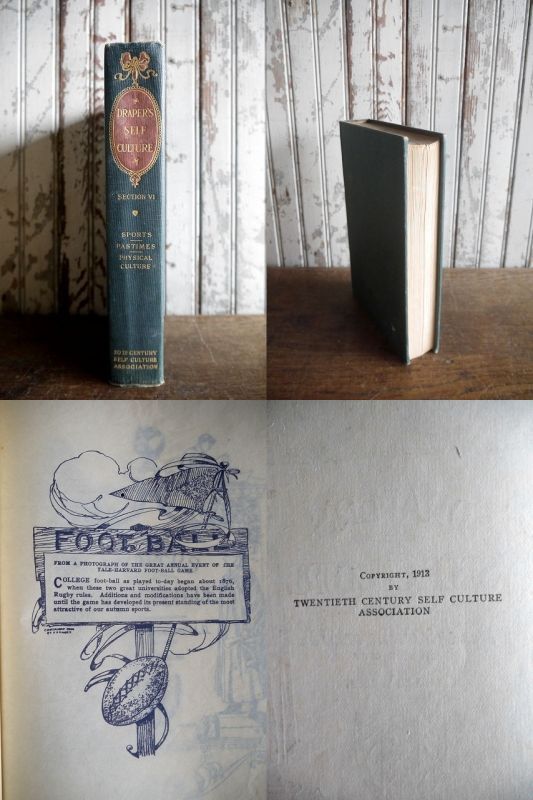 DRAPER'S
SELF
CULTURE
SECTION VI
SPORTS
PASTIMES
PHYSICAL
CULTURE
20TH CENTURY
SELF CULTURE
ASSOCIATION
FOOT BALL
FROM A PHOTOGRAPH OF THE GREAT ANNUAL EVENT OF THE
YALE-HARVARD FOOT-BALL GAME
COLLEGE foot-ball as played to-day began about 1876,
when these two great universities adopted the English
Rugby rules. Additions and modifications have been made
until the game has developed its present standing of the most
attractive of our autumn sports.
COPYRIGHT, 1913
BY
TWENTIETH CENTURY SELF CULTURE
ASSOCIATION